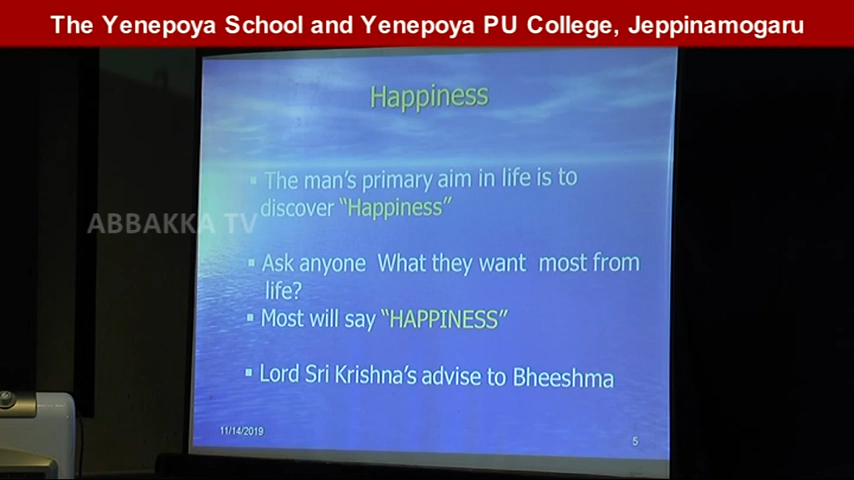 The Yenepoya School and Yenepoya PU College, Jeppinamogaru
Happiness
▪ The man's primary aim in life is to
discover “Happiness”
ABBAKKA TV
▪ Ask anyone What they want most from
life?
▪ Most will say “HAPPINESS”
▪ Lord Sri Krishna's advise to Bheeshma
11/14/2019
5